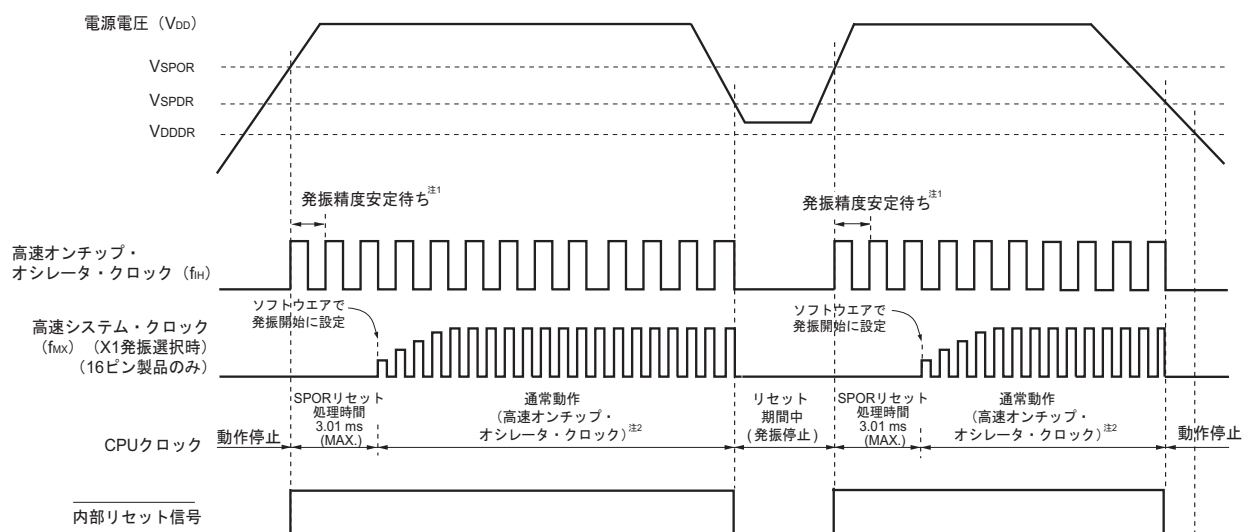 電源電圧（VDD）
VSPOR
VSPDR
VDDDR
発振精度安定待ち注1
発振精度安定待ち注1
高速オンチップ・
オシレータ・クロック（fIH）
ソフトウエアで
発振開始に設定
ソフトウエアで
発振開始に設定
高速システム・クロック
（fMX）（X1発振選択時）
（16ピン製品のみ）
SPORリセット
処理時間
3.01 ms
(MAX.)
通常動作
（高速オンチップ・
オシレータ・クロック）注2
リセット
期間中
（発振停止）
SPORリセット
処理時間
3.01 ms
(MAX.)
通常動作
（高速オンチップ・
オシレータ・クロック）注2
CPUクロック
動作停止
動作停止
内部リセット信号